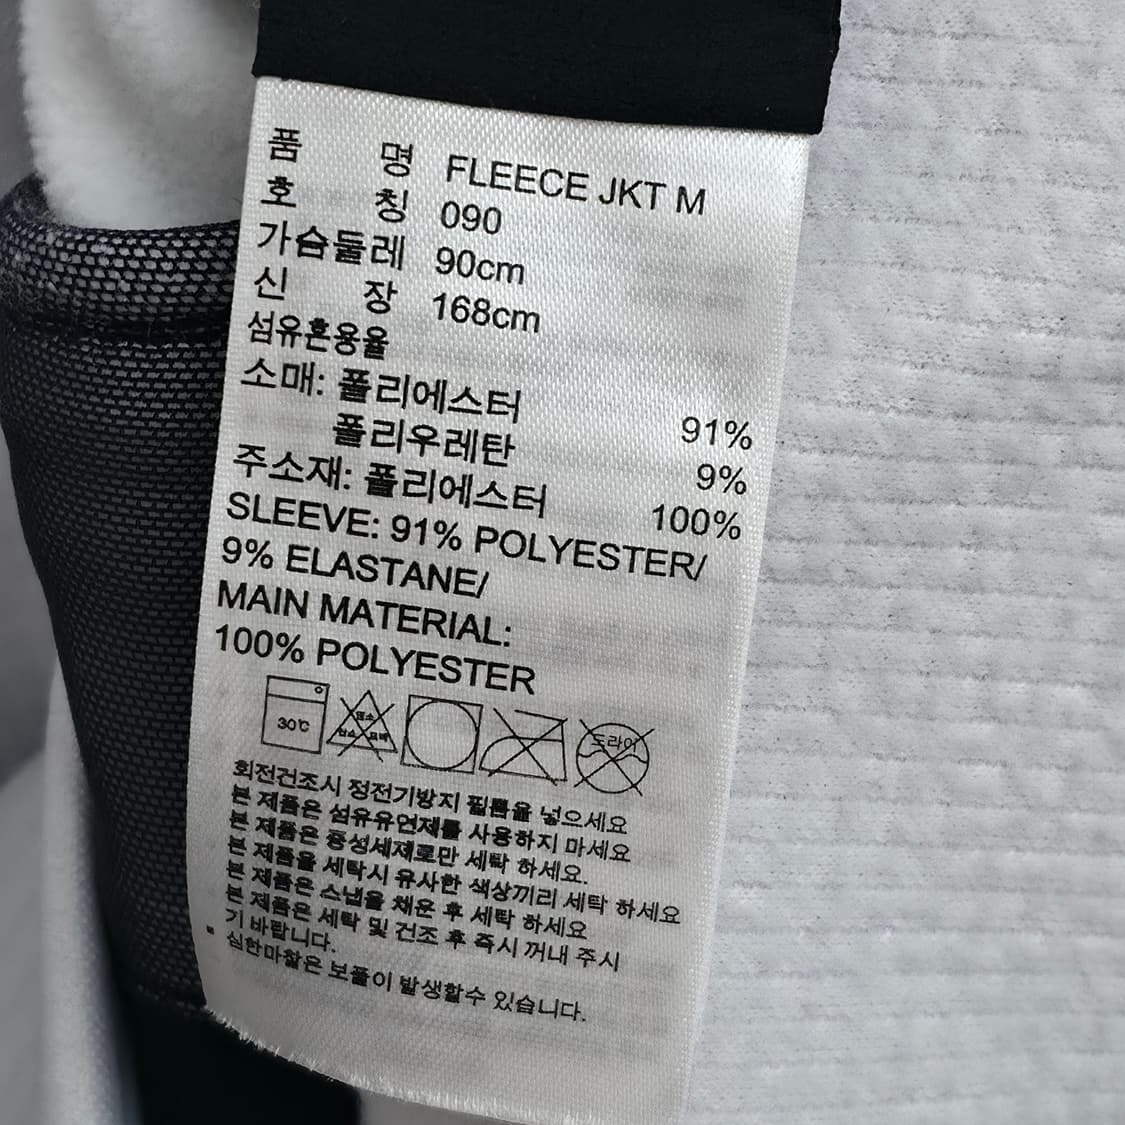 품 명 FLEECE JKT M
호 칭 090
가슴둘레 90cm
신 장 168cm
섬유혼용율
소매: 폴리에스터 91%
폴리우레탄 9%
주소재: 폴리에스터 100%
SLEEVE: 91% POLYESTER/
9% ELASTANE/
MAIN MATERIAL:
100% POLYESTER
30℃ 염소 산소 표백 드라이
회전건조시 정전기방지 필름을 넣으세요
본 제품은 섬유유연제를 사용하지 마세요
본 제품은 중성세제로만 세탁 하세요.
본 제품을 세탁시 유사한 색상끼리 세탁 하세요
본 제품은 스냅을 채운 후 세탁 하세요
본 제품은 세탁 및 건조 후 즉시 꺼내 주시
기 바랍니다.
심한마찰은 보풀이 발생할수 있습니다.